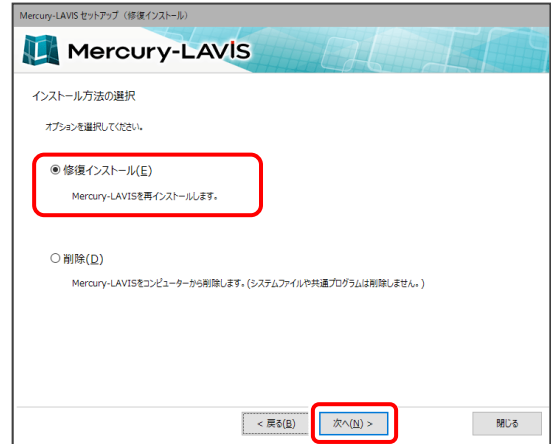 Mercury-LAVIS セットアップ（修復インストール）
Mercury-LAVIS
インストール方法の選択
オプションを選択してください。
修復インストール(E)
Mercury-LAVISを再インストールします。
削除(D)
Mercury-LAVISをコンピューターから削除します。(システムファイルや共通プログラムは削除しません。)
< 戻る(B) 次へ(N) > 閉じる